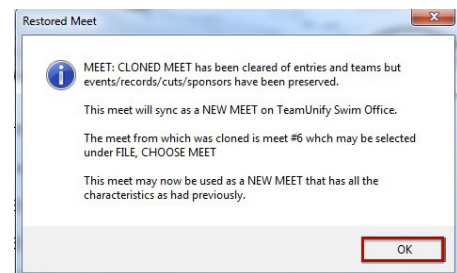 Restored Meet
MEET: CLONED MEET has been cleared of entries and teams but
events/records/cuts/sponsors have been preserved.
This meet will sync as a NEW MEET on TeamUnify Swim Office.
The meet from which was cloned is meet #6 whch may be selected
under FILE, CHOOSE MEET
This meet may now be used as a NEW MEET that has all the
characteristics as had previously.
OK